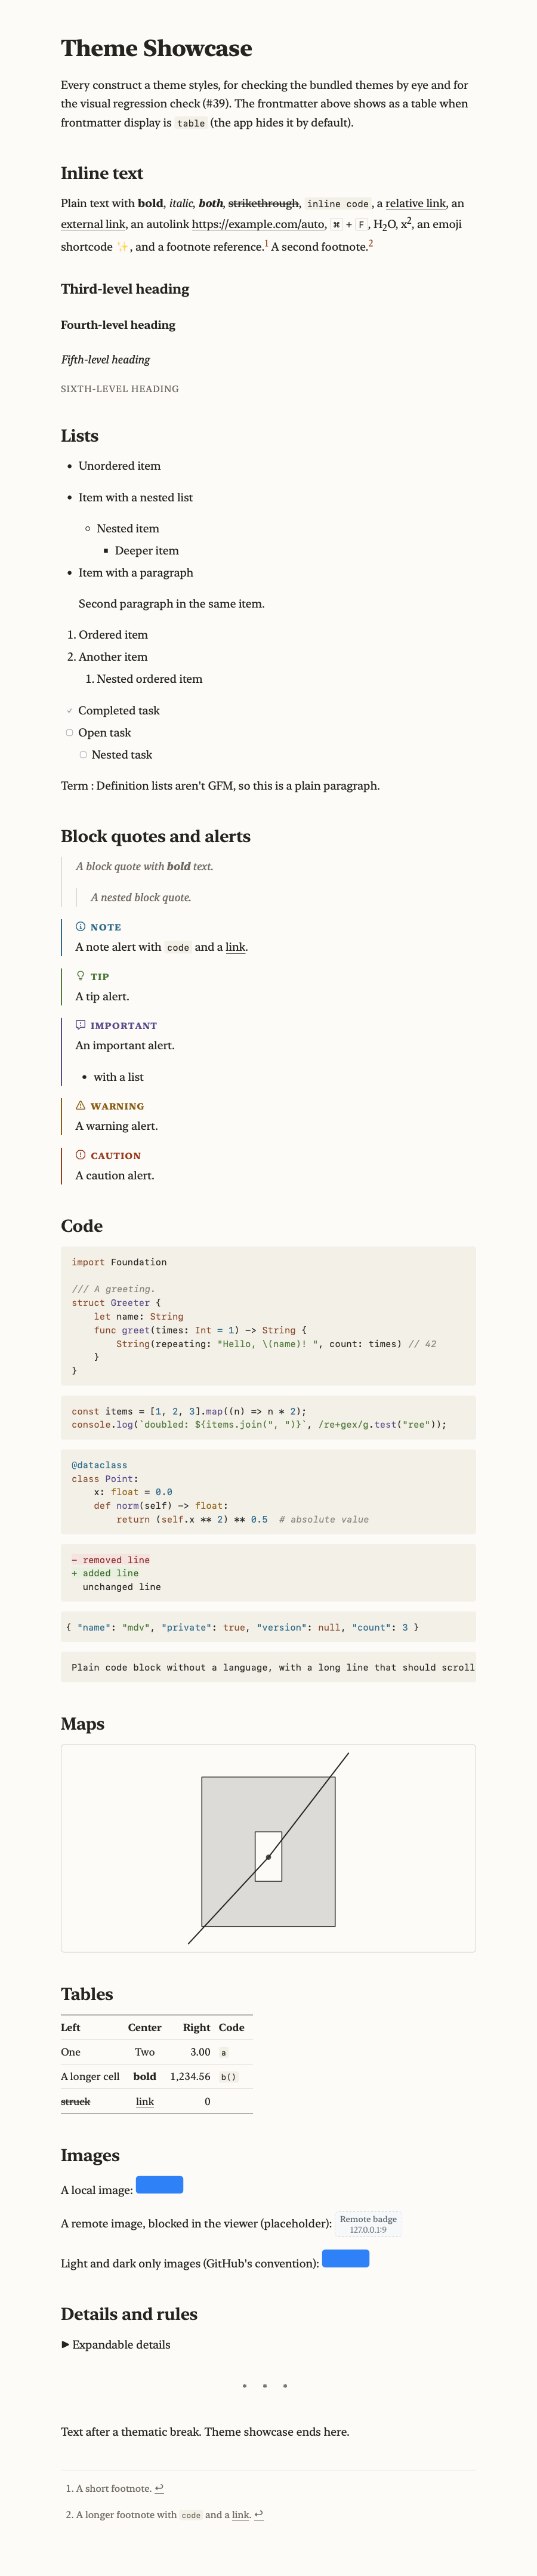 Theme Showcase
Every construct a theme styles, for checking the bundled themes by eye and for
the visual regression check (#39). The frontmatter above shows as a table when
frontmatter display is table (the app hides it by default).
Inline text
Plain text with bold, italic, both, strikethrough, inline code, a relative link, an
external link, an autolink https://example.com/auto, ⌘ + F, H₂O, x², an emoji
shortcode ✨, and a footnote reference.¹ A second footnote.²
Third-level heading
Fourth-level heading
Fifth-level heading
SIXTH-LEVEL HEADING
Lists
• Unordered item
• Item with a nested list
◦ Nested item
▪ Deeper item
• Item with a paragraph
Second paragraph in the same item.
1. Ordered item
2. Another item
1. Nested ordered item
Completed task
Open task
Nested task
Term : Definition lists aren't GFM, so this is a plain paragraph.
Block quotes and alerts
A block quote with bold text.
A nested block quote.
NOTE
A note alert with code and a link.
TIP
A tip alert.
IMPORTANT
An important alert.
• with a list
WARNING
A warning alert.
CAUTION
A caution alert.
Code
import Foundation
/// A greeting.
struct Greeter {
    let name: String
    func greet(times: Int = 1) -> String {
        String(repeating: "Hello, \(name)! ", count: times) // 42
    }
}
const items = [1, 2, 3].map((n) => n * 2);
console.log(`doubled: ${items.join(", ")}`, /re+gex/g.test("ree"));
@dataclass
class Point:
    x: float = 0.0
    def norm(self) -> float:
        return (self.x ** 2) ** 0.5  # absolute value
- removed line
+ added line
  unchanged line
{ "name": "mdv", "private": true, "version": null, "count": 3 }
Plain code block without a language, with a long line that should scroll
Maps
Tables
Left Center Right Code
One Two 3.00 a
A longer cell bold 1,234.56 b()
struck link 0
Images
A local image:
A remote image, blocked in the viewer (placeholder): Remote badge
127.0.0.1:9
Light and dark only images (GitHub's convention):
Details and rules
▶ Expandable details
• • •
Text after a thematic break. Theme showcase ends here.
1. A short footnote. ↩
2. A longer footnote with code and a link. ↩